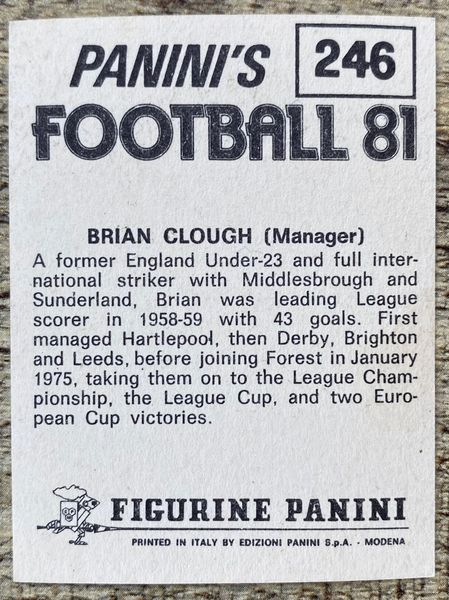 PANINI'S
246
FOOTBALL 81
BRIAN CLOUGH (Manager)
A former England Under-23 and full inter-
national striker with Middlesbrough and
Sunderland, Brian was leading League
scorer in 1958-59 with 43 goals. First
managed Hartlepool, then Derby, Brighton
and Leeds, before joining Forest in January
1975, taking them on to the League Cham-
pionship, the League Cup, and two Euro-
pean Cup victories.
FIGURINE PANINI
PRINTED IN ITALY BY EDIZIONI PANINI S.p.A. - MODENA